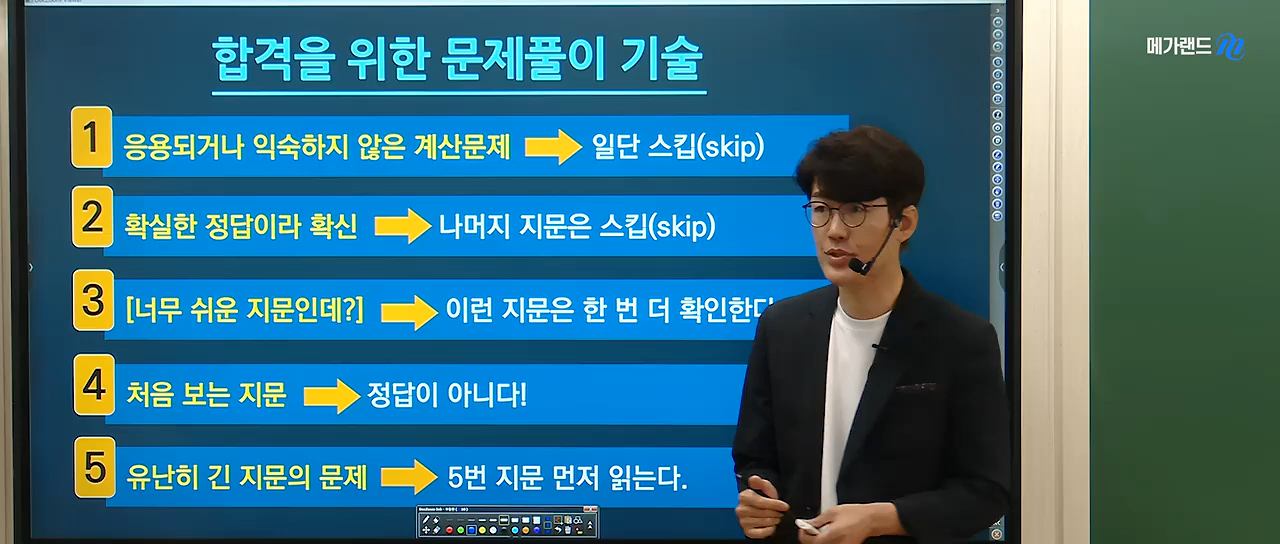 합격을 위한 문제풀이 기술
메가랜드
1 응용되거나 익숙하지 않은 계산문제 일단 스킵(skip)
2 확실한 정답이라 확신 나머지 지문은 스킵(skip)
3 [너무 쉬운 지문인데?] 이런 지문은 한 번 더 확인한다
4 처음 보는 지문 정답이 아니다!
5 유난히 긴 지문의 문제 5번 지문 먼저 읽는다.